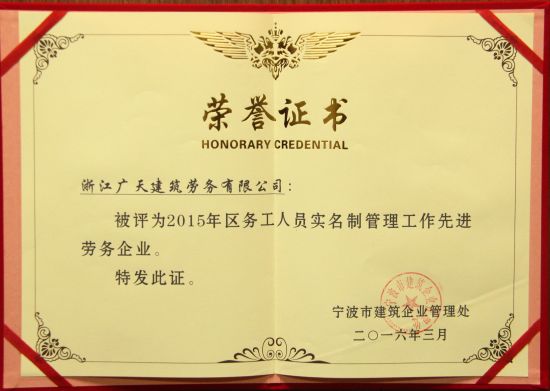 荣誉证书
HONORARY CREDENTIAL
浙江广天建筑劳务有限公司：
被评为2015年区务工人员实名制管理工作先进
劳务企业。
特发此证。
宁波市建筑企业管理处
二〇一六年三月